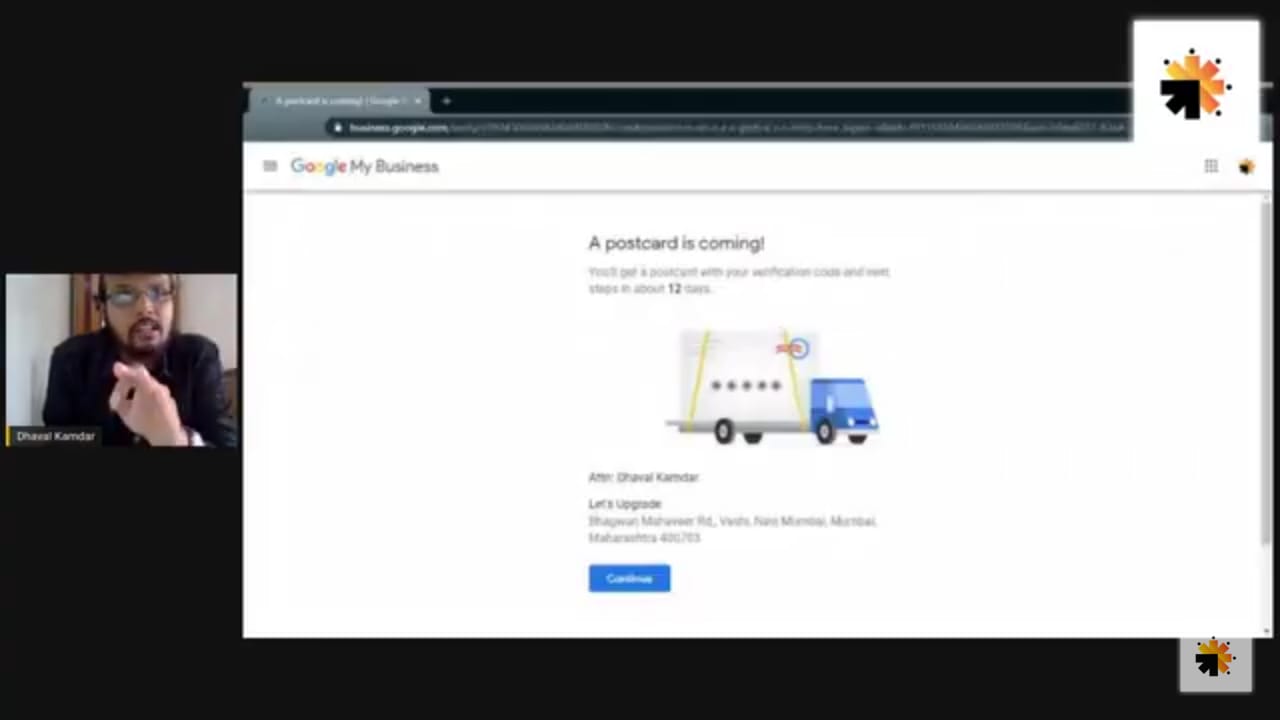 A postcard is coming! | Google
business.google.com
Google My Business
A postcard is coming!
You'll get a postcard with your verification code and next
steps in about 12 days.
Attn: Dhaval Kamdar
Let's Upgrade
Bhagwan Mahaveer Rd, Vashi, Navi Mumbai, Mumbai,
Maharashtra 400703
Continue
Dhaval Kamdar